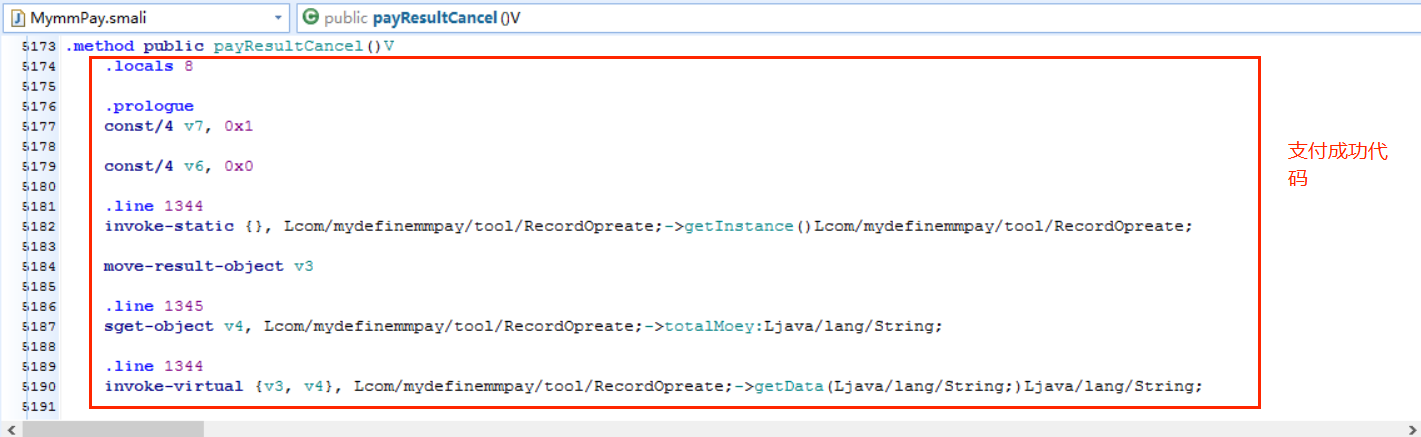 MymmPay.smali
public payResultCancel()V
5173 .method public payResultCancel()V
5174 .locals 8
5175
5176 .prologue
5177 const/4 v7, 0x1
5178
5179 const/4 v6, 0x0
5180
5181 .line 1344
5182 invoke-static {}, Lcom/mydefinemmpay/tool/RecordOpreate;->getInstance()Lcom/mydefinemmpay/tool/RecordOpreate;
5183
5184 move-result-object v3
5185
5186 .line 1345
5187 sget-object v4, Lcom/mydefinemmpay/tool/RecordOpreate;->totalMoey:Ljava/lang/String;
5188
5189 .line 1344
5190 invoke-virtual {v3, v4}, Lcom/mydefinemmpay/tool/RecordOpreate;->getData(Ljava/lang/String;)Ljava/lang/String;
5191
支付成功代
码